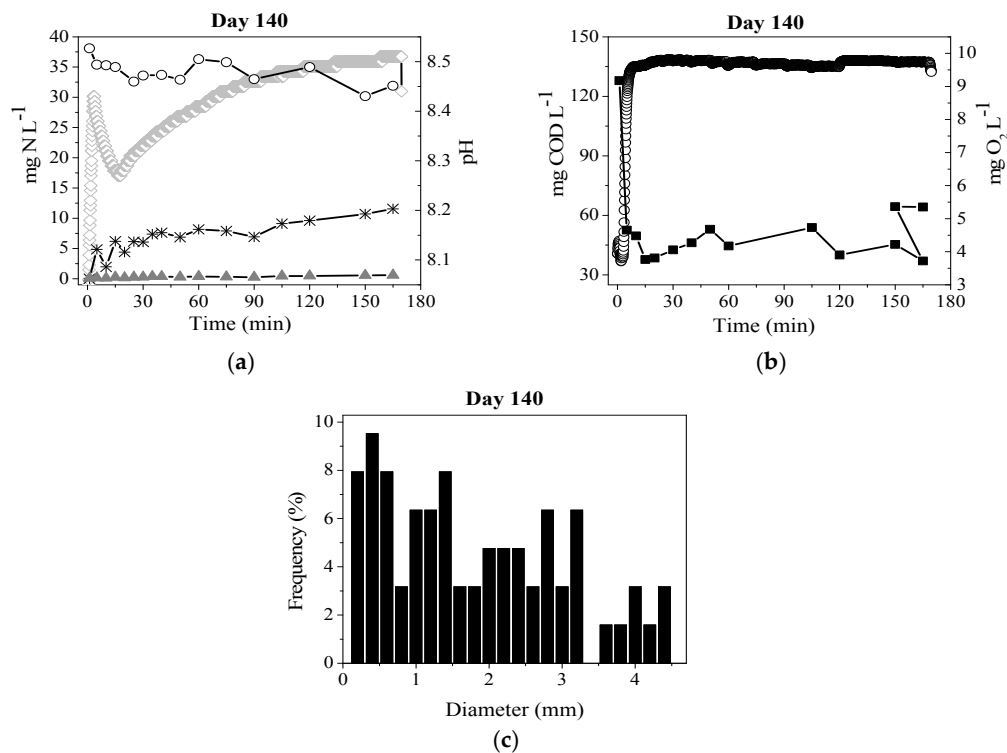 Day 140
40
35
30
25
20
15
10
5
0
mg N L⁻¹
8.5
8.4
8.3
8.2
8.1
pH
0 30 60 90 120 150 180
Time (min)
(a)
Day 140
150
130
110
90
70
50
30
mg COD L⁻¹
10
9
8
7
6
5
4
3
mg O₂ L⁻¹
0 30 60 90 120 150 180
Time (min)
(b)
Day 140
10
8
6
4
2
0
Frequency (%)
0 1 2 3 4
Diameter (mm)
(c)